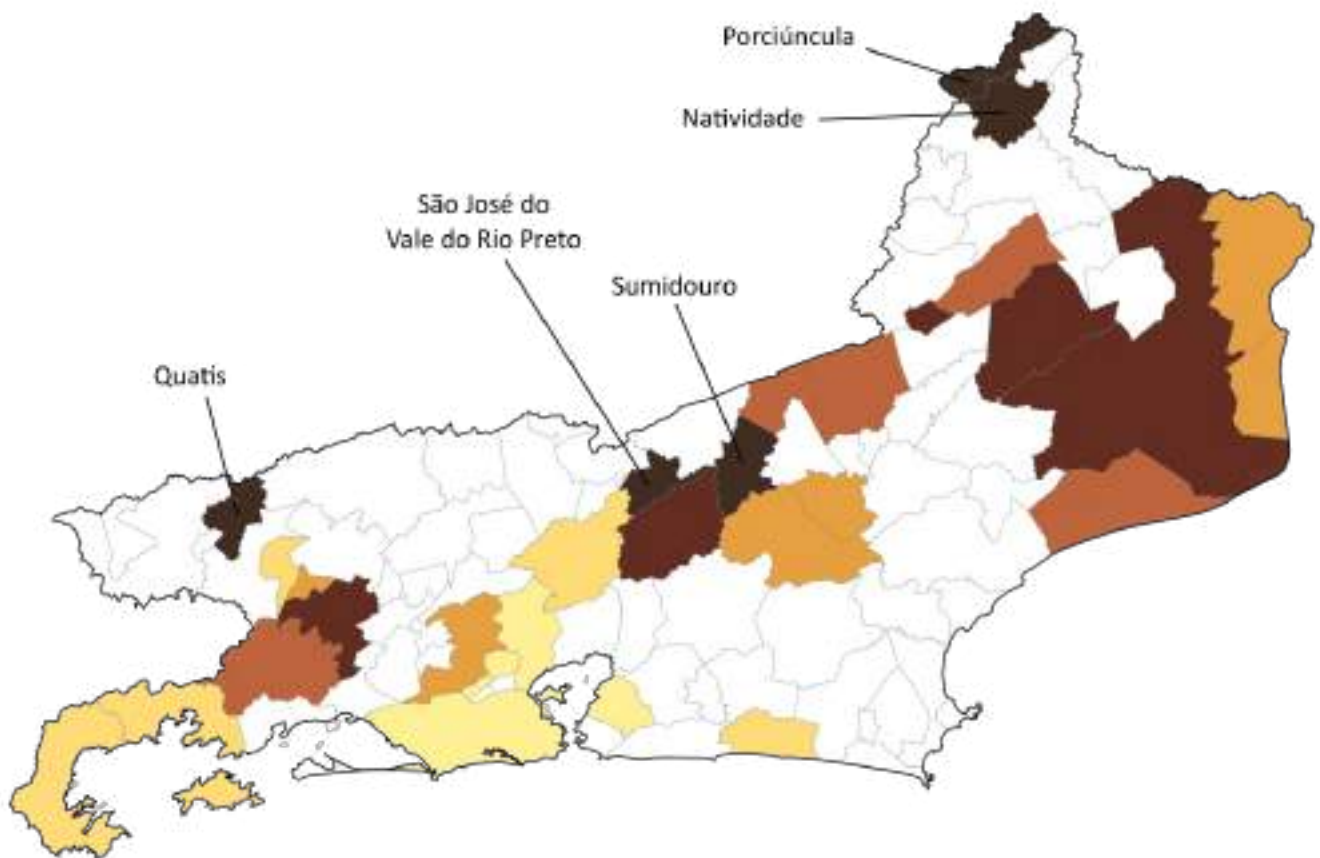 Porciúncula
Natividade
São José do
Vale do Rio Preto
Sumidouro
Quatis